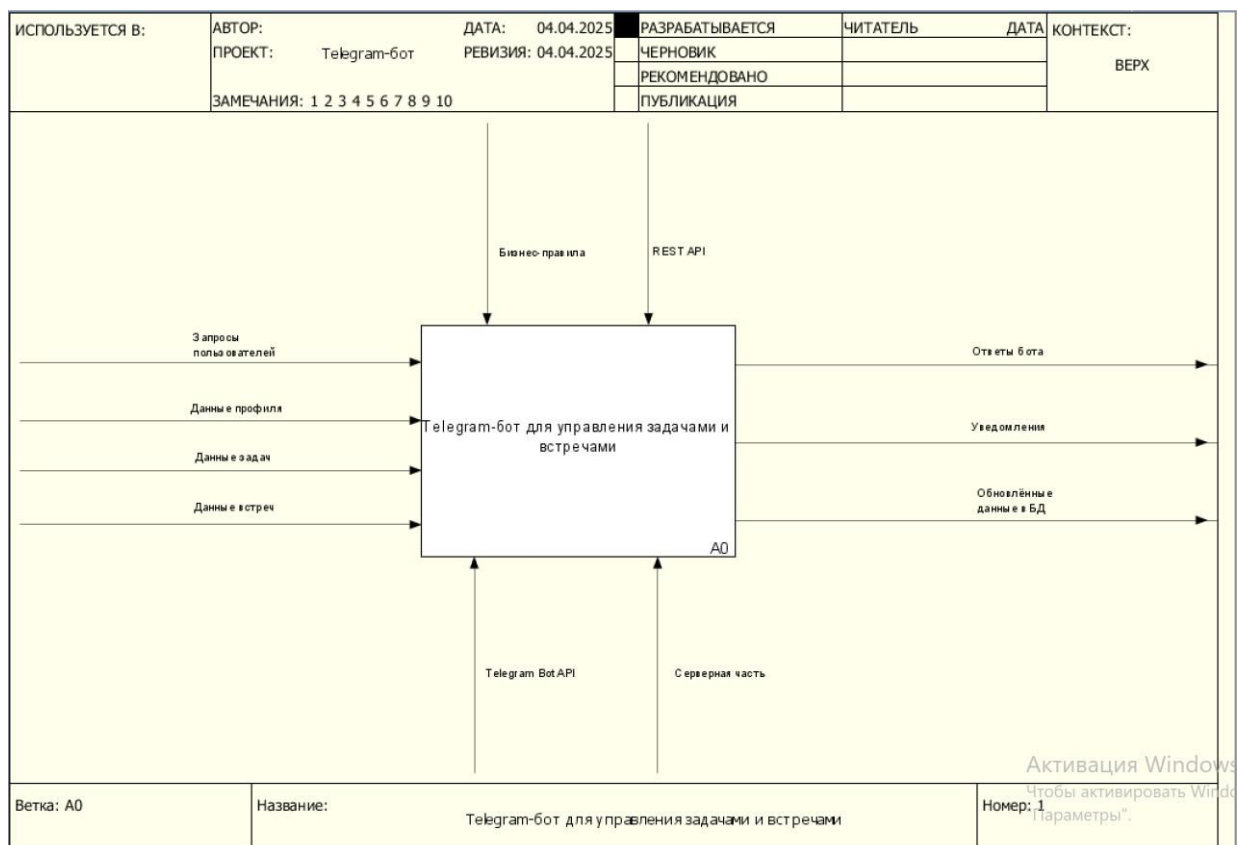 ИСПОЛЬЗУЕТСЯ В:
АВТОР:
ДАТА: 04.04.2025
РАЗРАБАТЫВАЕТСЯ
ЧИТАТЕЛЬ
ДАТА
КОНТЕКСТ:
ПРОЕКТ: Telegram-бот
РЕВИЗИЯ: 04.04.2025
ЧЕРНОВИК
ВЕРХ
РЕКОМЕНДОВАНО
ЗАМЕЧАНИЯ: 1 2 3 4 5 6 7 8 9 10
ПУБЛИКАЦИЯ
Бизнес-правила
REST API
Запросы
пользователей
Данные профиля
Данные задач
Данные встреч
Telegram-бот для управления задачами и
встречами
A0
Ответы бота
Уведомления
Обновлённые
данные в БД
Telegram Bot API
Серверная часть
Активация Windows
Чтобы активировать Windo
"Параметры".
Ветка: A0
Название:
Telegram-бот для управления задачами и встречами
Номер: 1